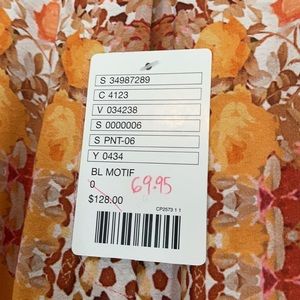 S 34987289
C 4123
V 034238
S 0000006
S PNT-06
Y 0434
BL MOTIF
0 69.95
$128.00
CP2573 1 1